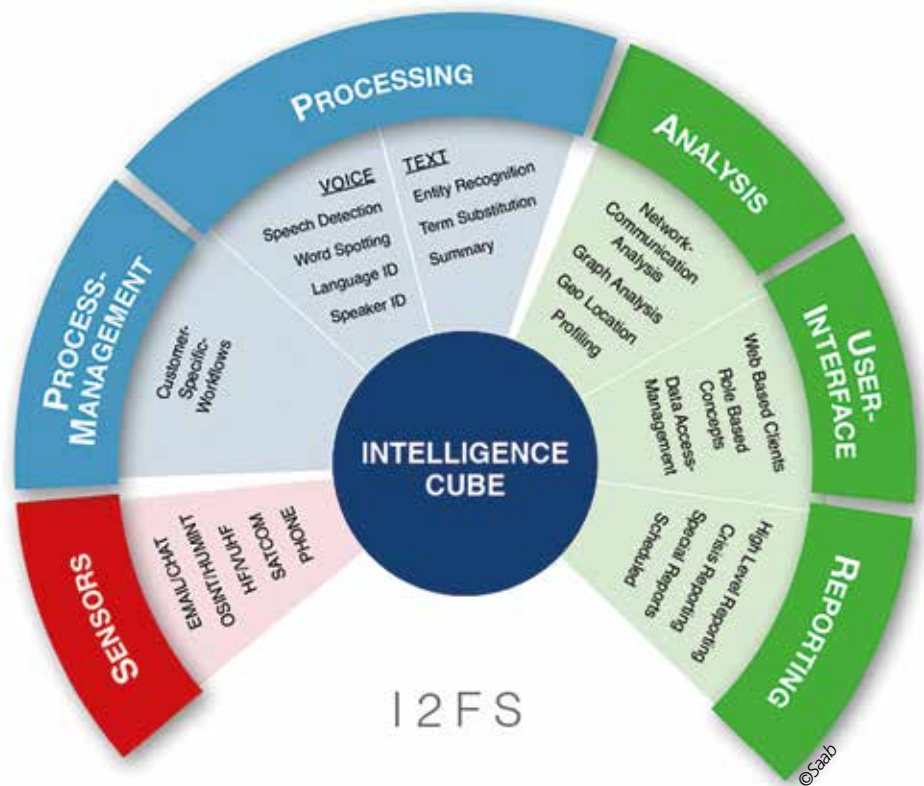 SENSORS
EMAIL/CHAT
OSINT/HUMINT
HF/VUHF
SATCOM
PHONE
PROCESS-
MANAGEMENT
Customer-
Specific-
Workflows
PROCESSING
VOICE
Speech Detection
Word Spotting
Language ID
Speaker ID
TEXT
Entity Recognition
Term Substitution
Summary
ANALYSIS
Network-
Communication
Analysis
Graph Analysis
Geo Location
Profiling
USER-
INTERFACE
Web Based Clients
Role Based
Concepts
Data Access-
Management
REPORTING
High Level Reporting
Crisis Reporting
Special Reports
Scheduled
INTELLIGENCE
CUBE
I2FS
©Saab